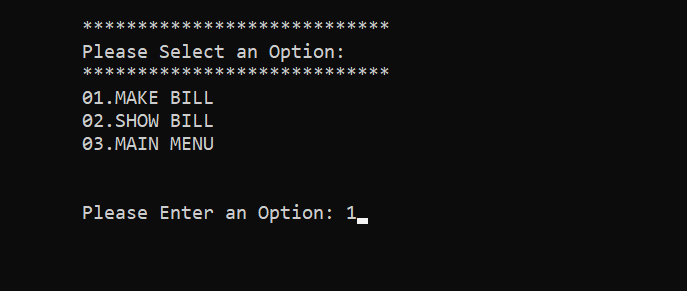 ****************************
Please Select an Option:
****************************
01.MAKE BILL
02.SHOW BILL
03.MAIN MENU
Please Enter an Option: 1